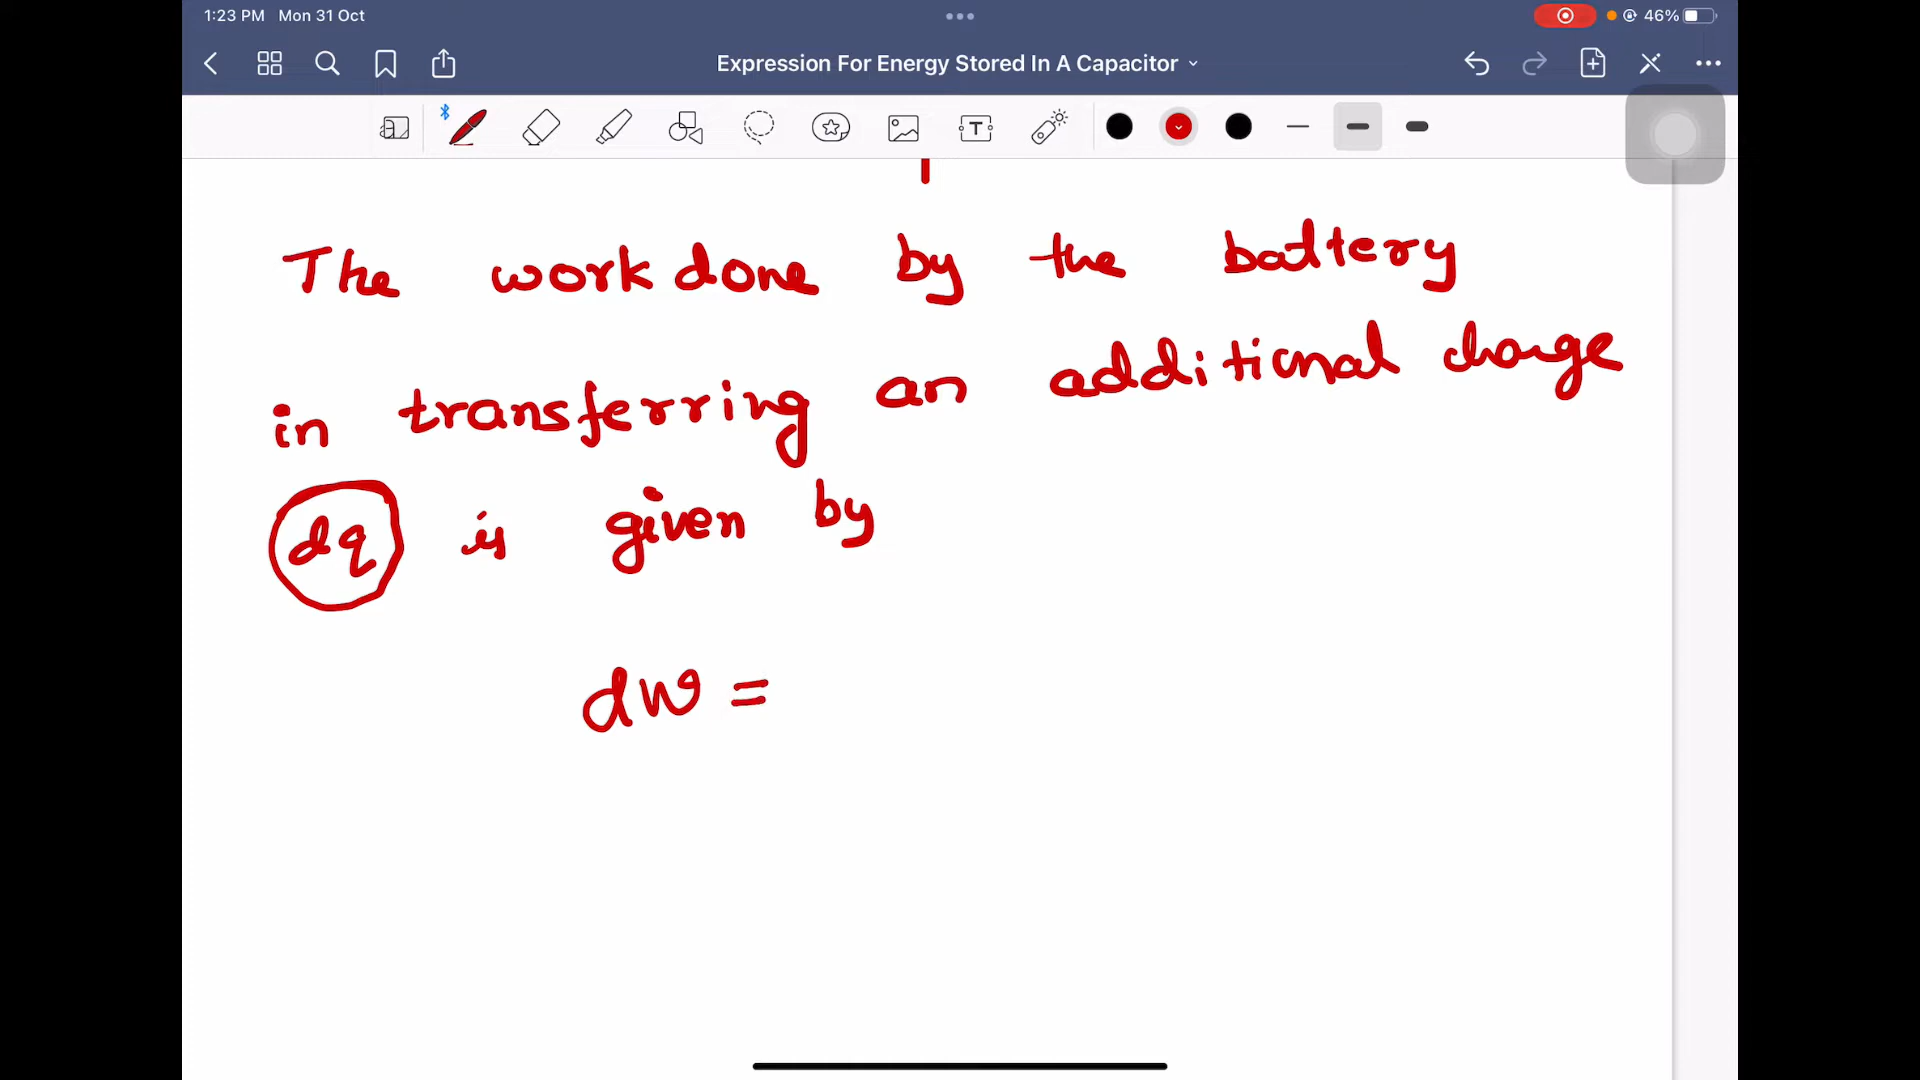 1:23 PM Mon 31 Oct
46%
Expression For Energy Stored In A Capacitor
T
The work done by the battery
in transferring an additional charge
dq is given by
dw =